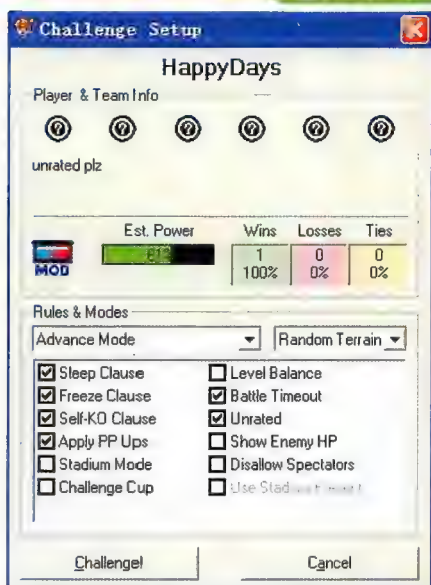 Challenge Setup
HappyDays
Player & Team Info
unrated plz
Est. Power Wins Losses Ties
MOD 1 0 0
100% 0% 0%
Rules & Modes
Advance Mode Random Terrain
Sleep Clause Level Balance
Freeze Clause Battle Timeout
Self-KO Clause Unrated
Apply PP Ups Show Enemy HP
Stadium Mode Disallow Spectators
Challenge Cup Use
Challenge! Cancel